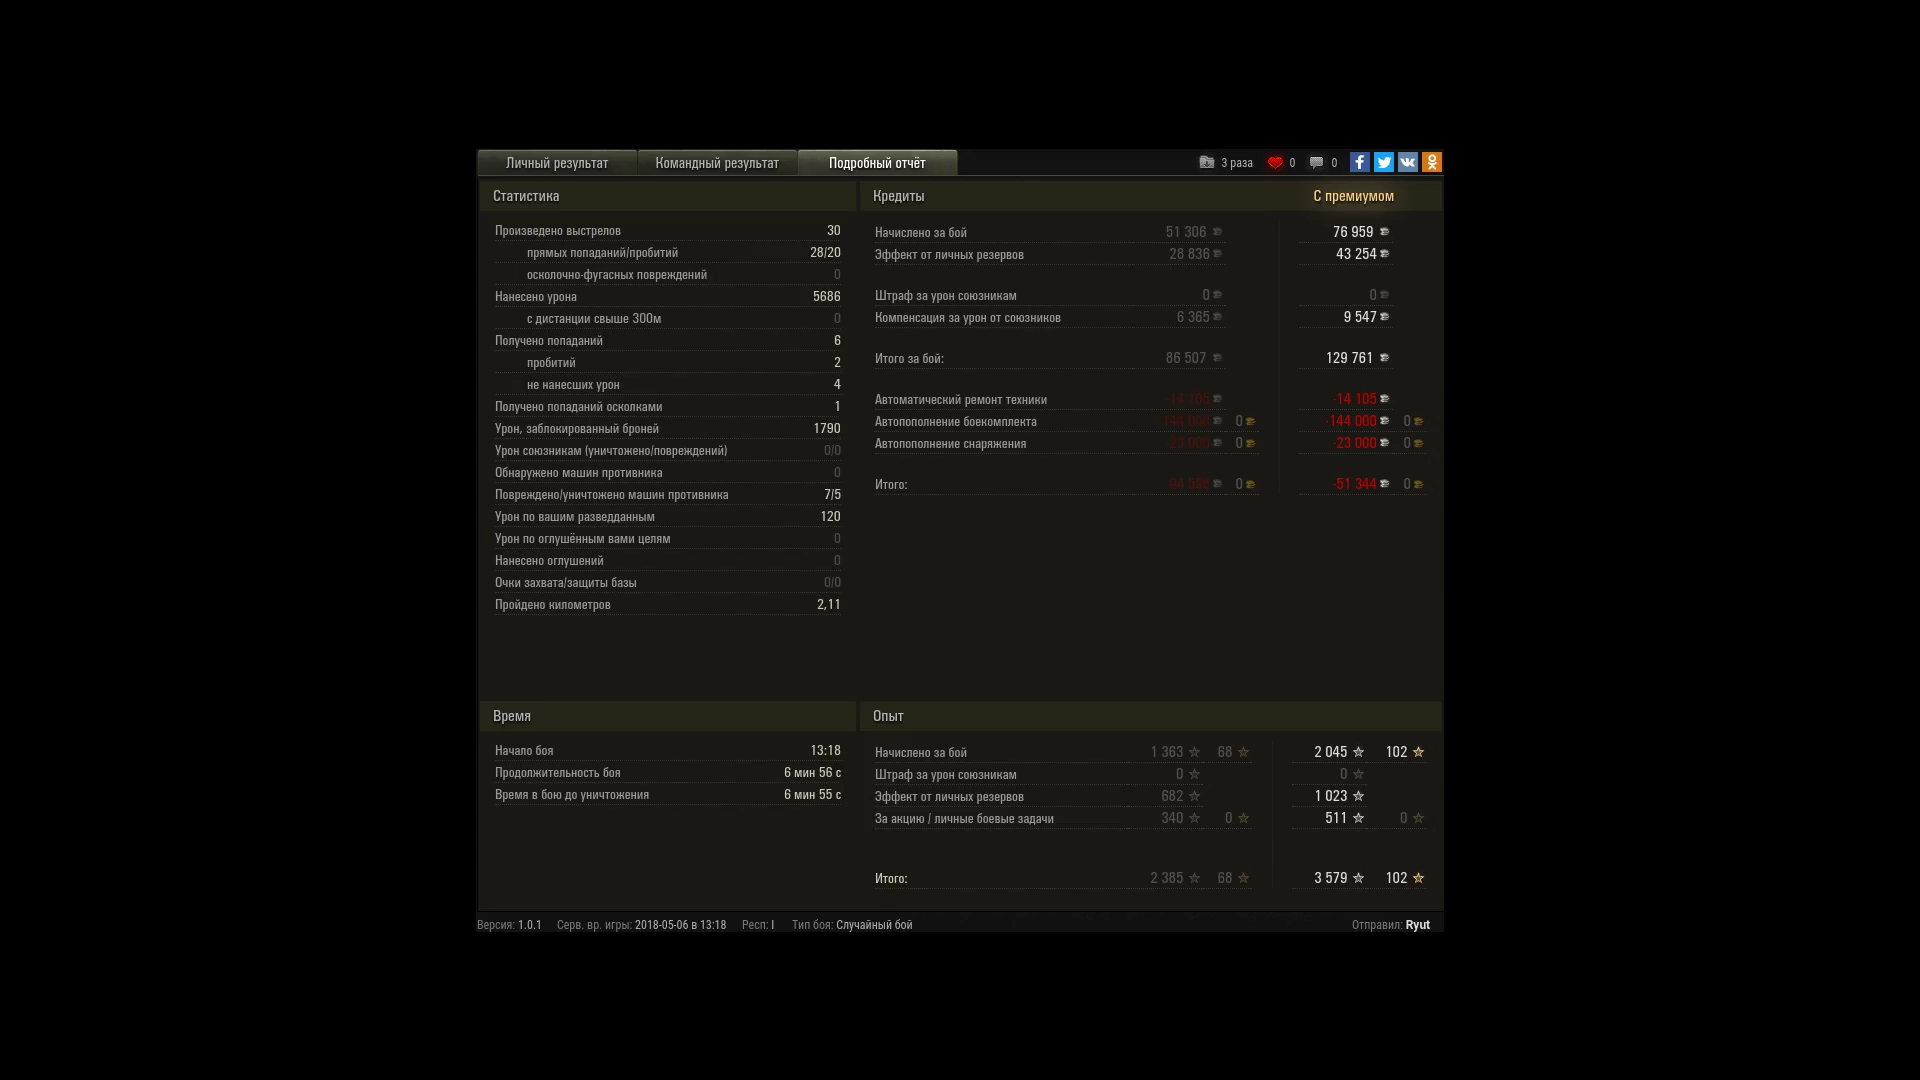 Личный результат Командный результат Подробный отчёт 3 раза 0 0
Статистика
Произведено выстрелов 30
прямых попаданий/пробитий 28/20
осколочно-фугасных повреждений 0
Нанесено урона 5686
с дистанции свыше 300м 0
Получено попаданий 6
пробитий 2
не нанесших урон 4
Получено попаданий осколками 1
Урон, заблокированный броней 1790
Урон союзникам (уничтожено/повреждений) 0/0
Обнаружено машин противника 0
Повреждено/уничтожено машин противника 7/5
Урон по вашим разведданным 120
Урон по оглушённым вами целям 0
Нанесено оглушений 0
Очки захвата/защиты базы 0/0
Пройдено километров 2,11
Кредиты С премиумом
Начислено за бой 51 306 76 959
Эффект от личных резервов 28 836 43 254
Штраф за урон союзникам 0 0
Компенсация за урон от союзников 6 365 9 547
Итого за бой: 86 507 129 761
Автоматический ремонт техники -14 105 -14 105
Автопополнение боекомплекта -144 000 0 -144 000 0
Автопополнение снаряжения -23 000 0 -23 000 0
Итого: 0 -51 344 0
Время
Начало боя 13:18
Продолжительность боя 6 мин 56 с
Время в бою до уничтожения 6 мин 55 с
Опыт
Начислено за бой 1 363 68 2 045 102
Штраф за урон союзникам 0 0
Эффект от личных резервов 682 1 023
За акцию / личные боевые задачи 340 0 511 0
Итого: 2 385 68 3 579 102
Версия: 1.0.1 Серв. вр. игры: 2018-05-06 в 13:18 Респ: I Тип боя: Случайный бой Отправил: Ryut